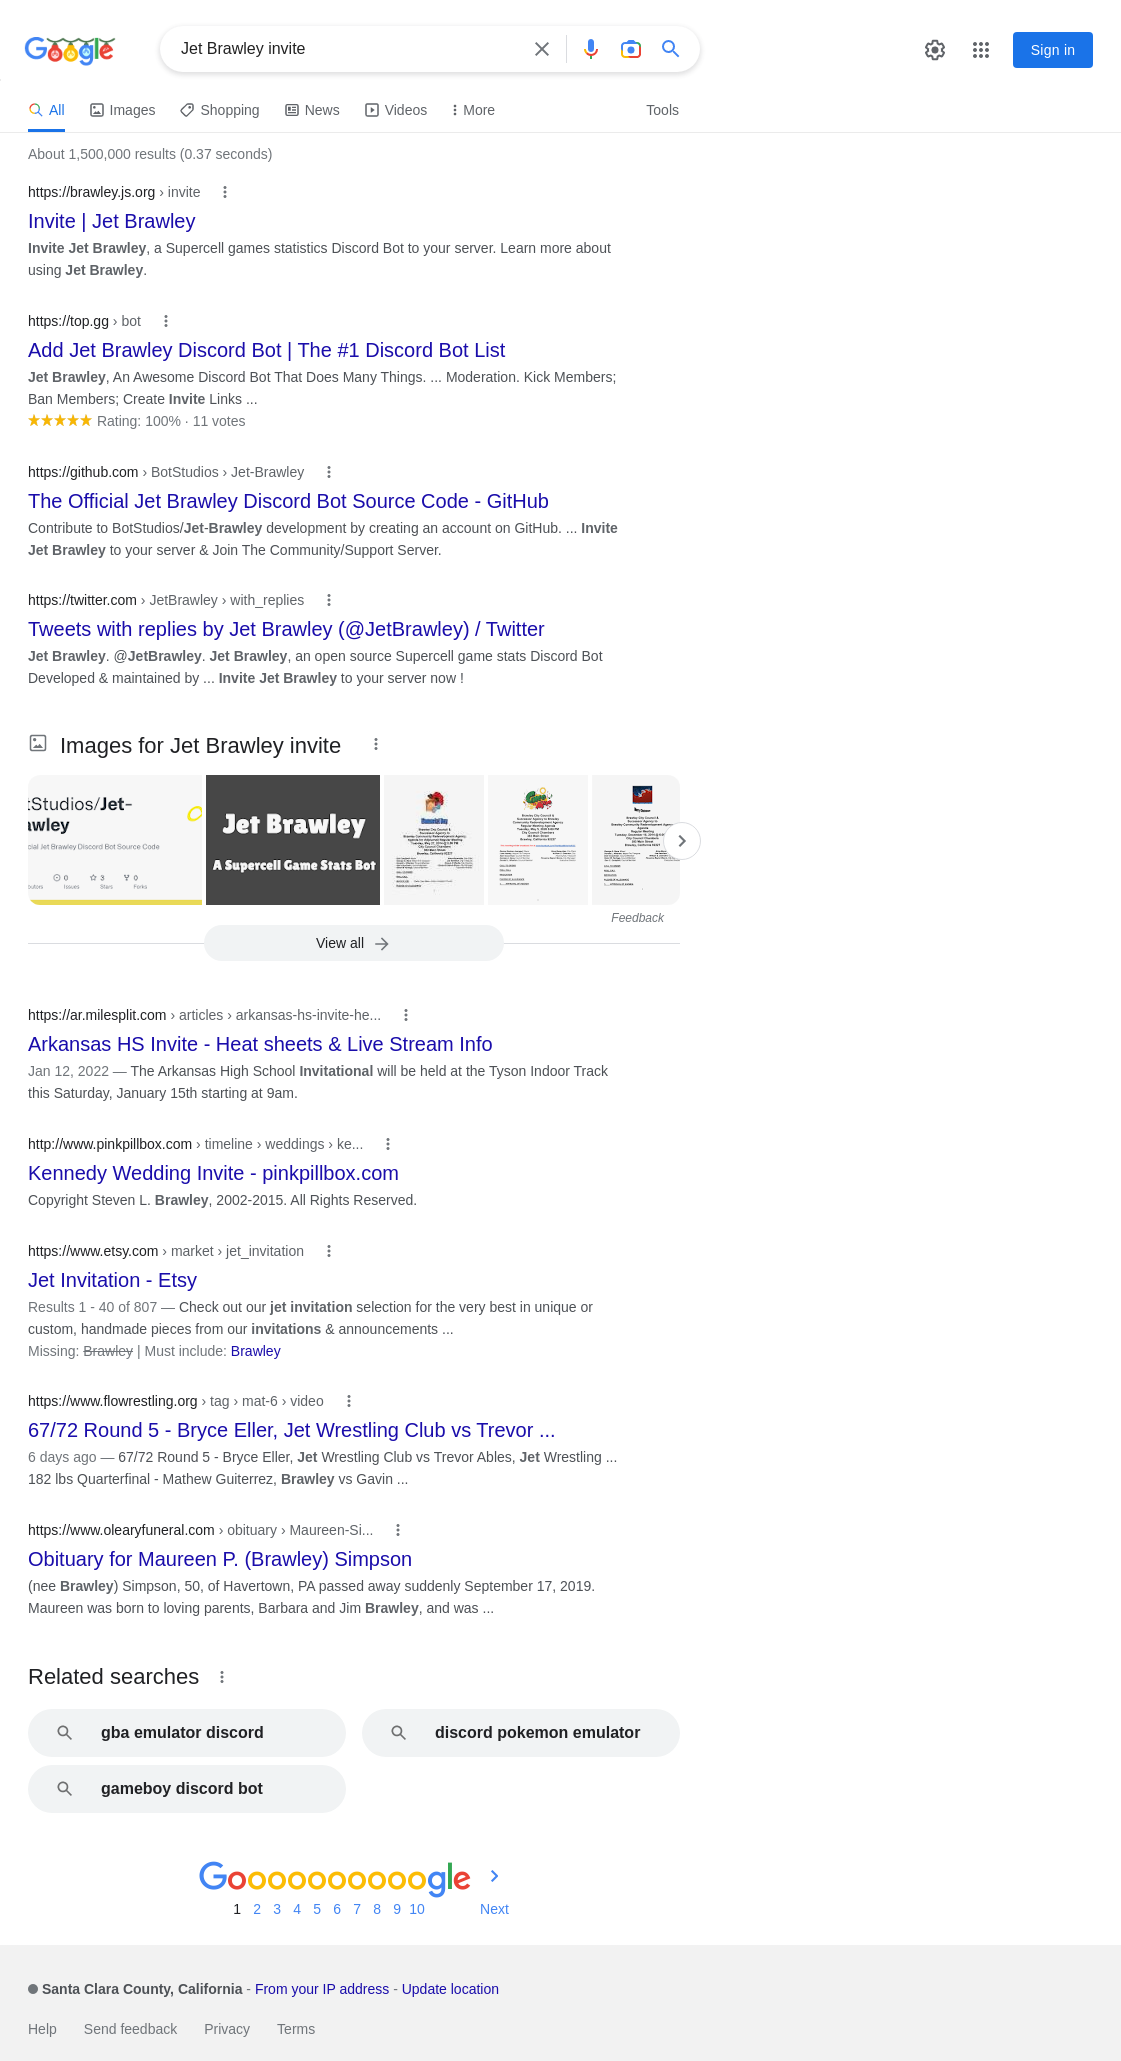 Google
Jet Brawley invite
Sign in
All
Images
Shopping
News
Videos
More
Tools
About 1,500,000 results (0.37 seconds)
https://brawley.js.org › invite
Invite | Jet Brawley
Invite Jet Brawley, a Supercell games statistics Discord Bot to your server. Learn more about
using Jet Brawley.
https://top.gg › bot
Add Jet Brawley Discord Bot | The #1 Discord Bot List
Jet Brawley, An Awesome Discord Bot That Does Many Things. ... Moderation. Kick Members;
Ban Members; Create Invite Links ...
Rating: 100% · 11 votes
https://github.com › BotStudios › Jet-Brawley
The Official Jet Brawley Discord Bot Source Code - GitHub
Contribute to BotStudios/Jet-Brawley development by creating an account on GitHub. ... Invite
Jet Brawley to your server & Join The Community/Support Server.
https://twitter.com › JetBrawley › with_replies
Tweets with replies by Jet Brawley (@JetBrawley) / Twitter
Jet Brawley. @JetBrawley. Jet Brawley, an open source Supercell game stats Discord Bot
Developed & maintained by ... Invite Jet Brawley to your server now !
Images for Jet Brawley invite
tStudios/Jet-
awley
cial Jet Brawley Discord Bot Source Code
0 3 0
Issues Stars Forks
Jet Brawley
A Supercell Game Stats Bot
Memorial Day
Feedback
View all
https://ar.milesplit.com › articles › arkansas-hs-invite-he...
Arkansas HS Invite - Heat sheets & Live Stream Info
Jan 12, 2022 — The Arkansas High School Invitational will be held at the Tyson Indoor Track
this Saturday, January 15th starting at 9am.
http://www.pinkpillbox.com › timeline › weddings › ke...
Kennedy Wedding Invite - pinkpillbox.com
Copyright Steven L. Brawley, 2002-2015. All Rights Reserved.
https://www.etsy.com › market › jet_invitation
Jet Invitation - Etsy
Results 1 - 40 of 807 — Check out our jet invitation selection for the very best in unique or
custom, handmade pieces from our invitations & announcements ...
Missing: Brawley | Must include: Brawley
https://www.flowrestling.org › tag › mat-6 › video
67/72 Round 5 - Bryce Eller, Jet Wrestling Club vs Trevor ...
6 days ago — 67/72 Round 5 - Bryce Eller, Jet Wrestling Club vs Trevor Ables, Jet Wrestling ...
182 lbs Quarterfinal - Mathew Guiterrez, Brawley vs Gavin ...
https://www.olearyfuneral.com › obituary › Maureen-Si...
Obituary for Maureen P. (Brawley) Simpson
(nee Brawley) Simpson, 50, of Havertown, PA passed away suddenly September 17, 2019.
Maureen was born to loving parents, Barbara and Jim Brawley, and was ...
Related searches
gba emulator discord
discord pokemon emulator
gameboy discord bot
Goooooooooogle
1 2 3 4 5 6 7 8 9 10 Next
Santa Clara County, California - From your IP address - Update location
Help Send feedback Privacy Terms